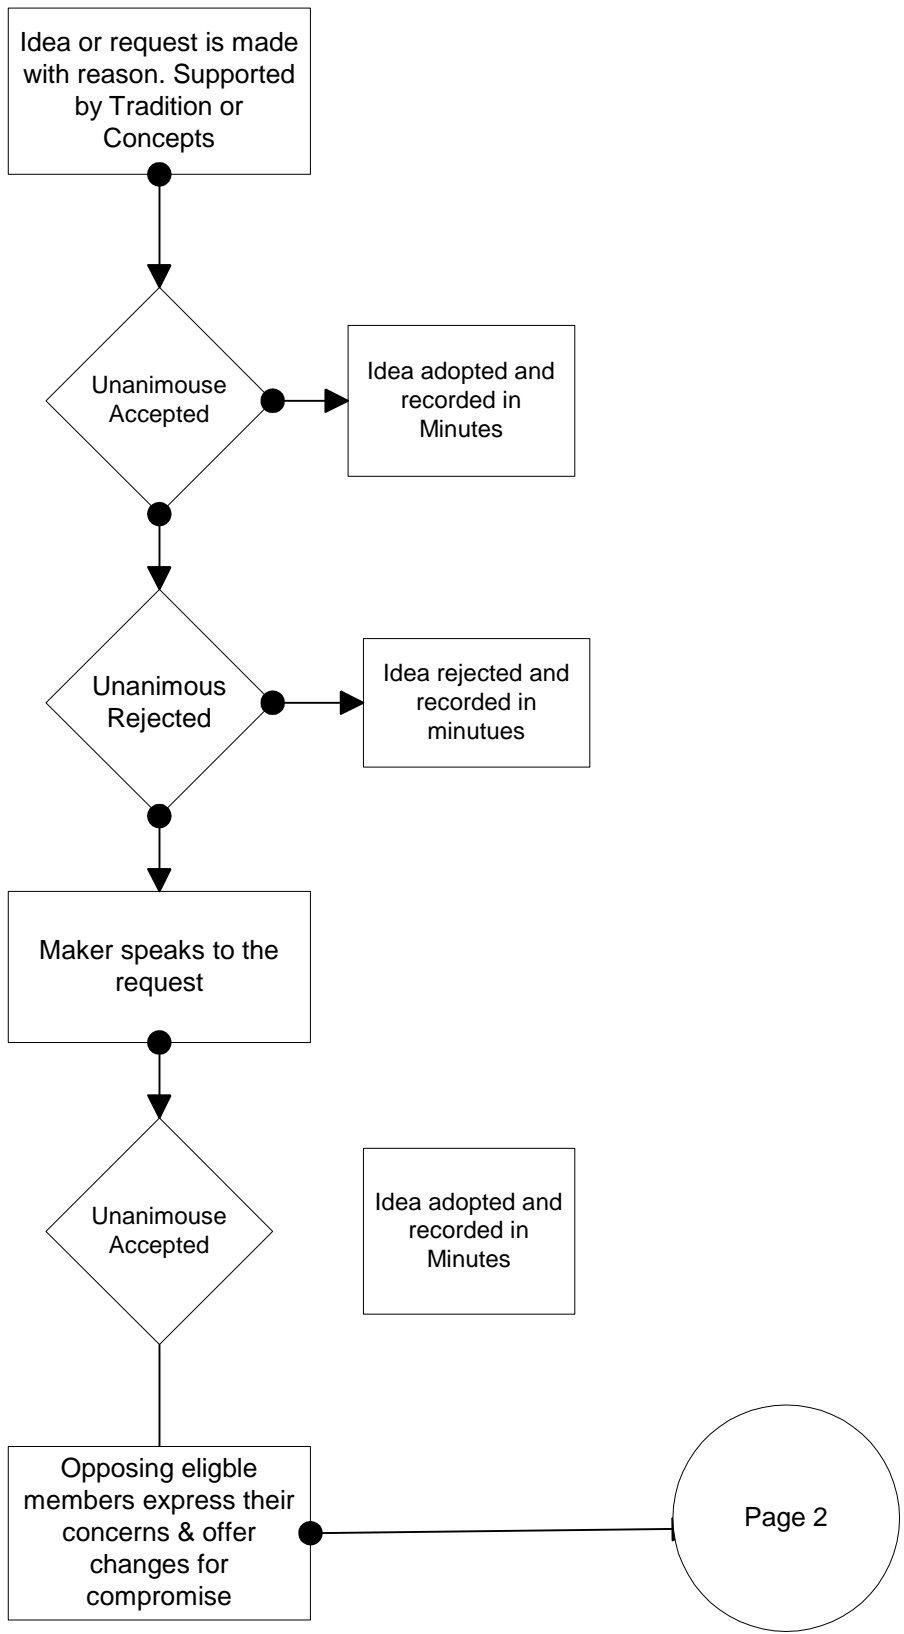 Idea or request is made
with reason. Supported
by Tradition or
Concepts
Unanimouse
Accepted
Idea adopted and
recorded in
Minutes
Unanimous
Rejected
Idea rejected and
recorded in
minutues
Maker speaks to the
request
Unanimouse
Accepted
Idea adopted and
recorded in
Minutes
Opposing eligble
members express their
concerns & offer
changes for
compromise
Page 2